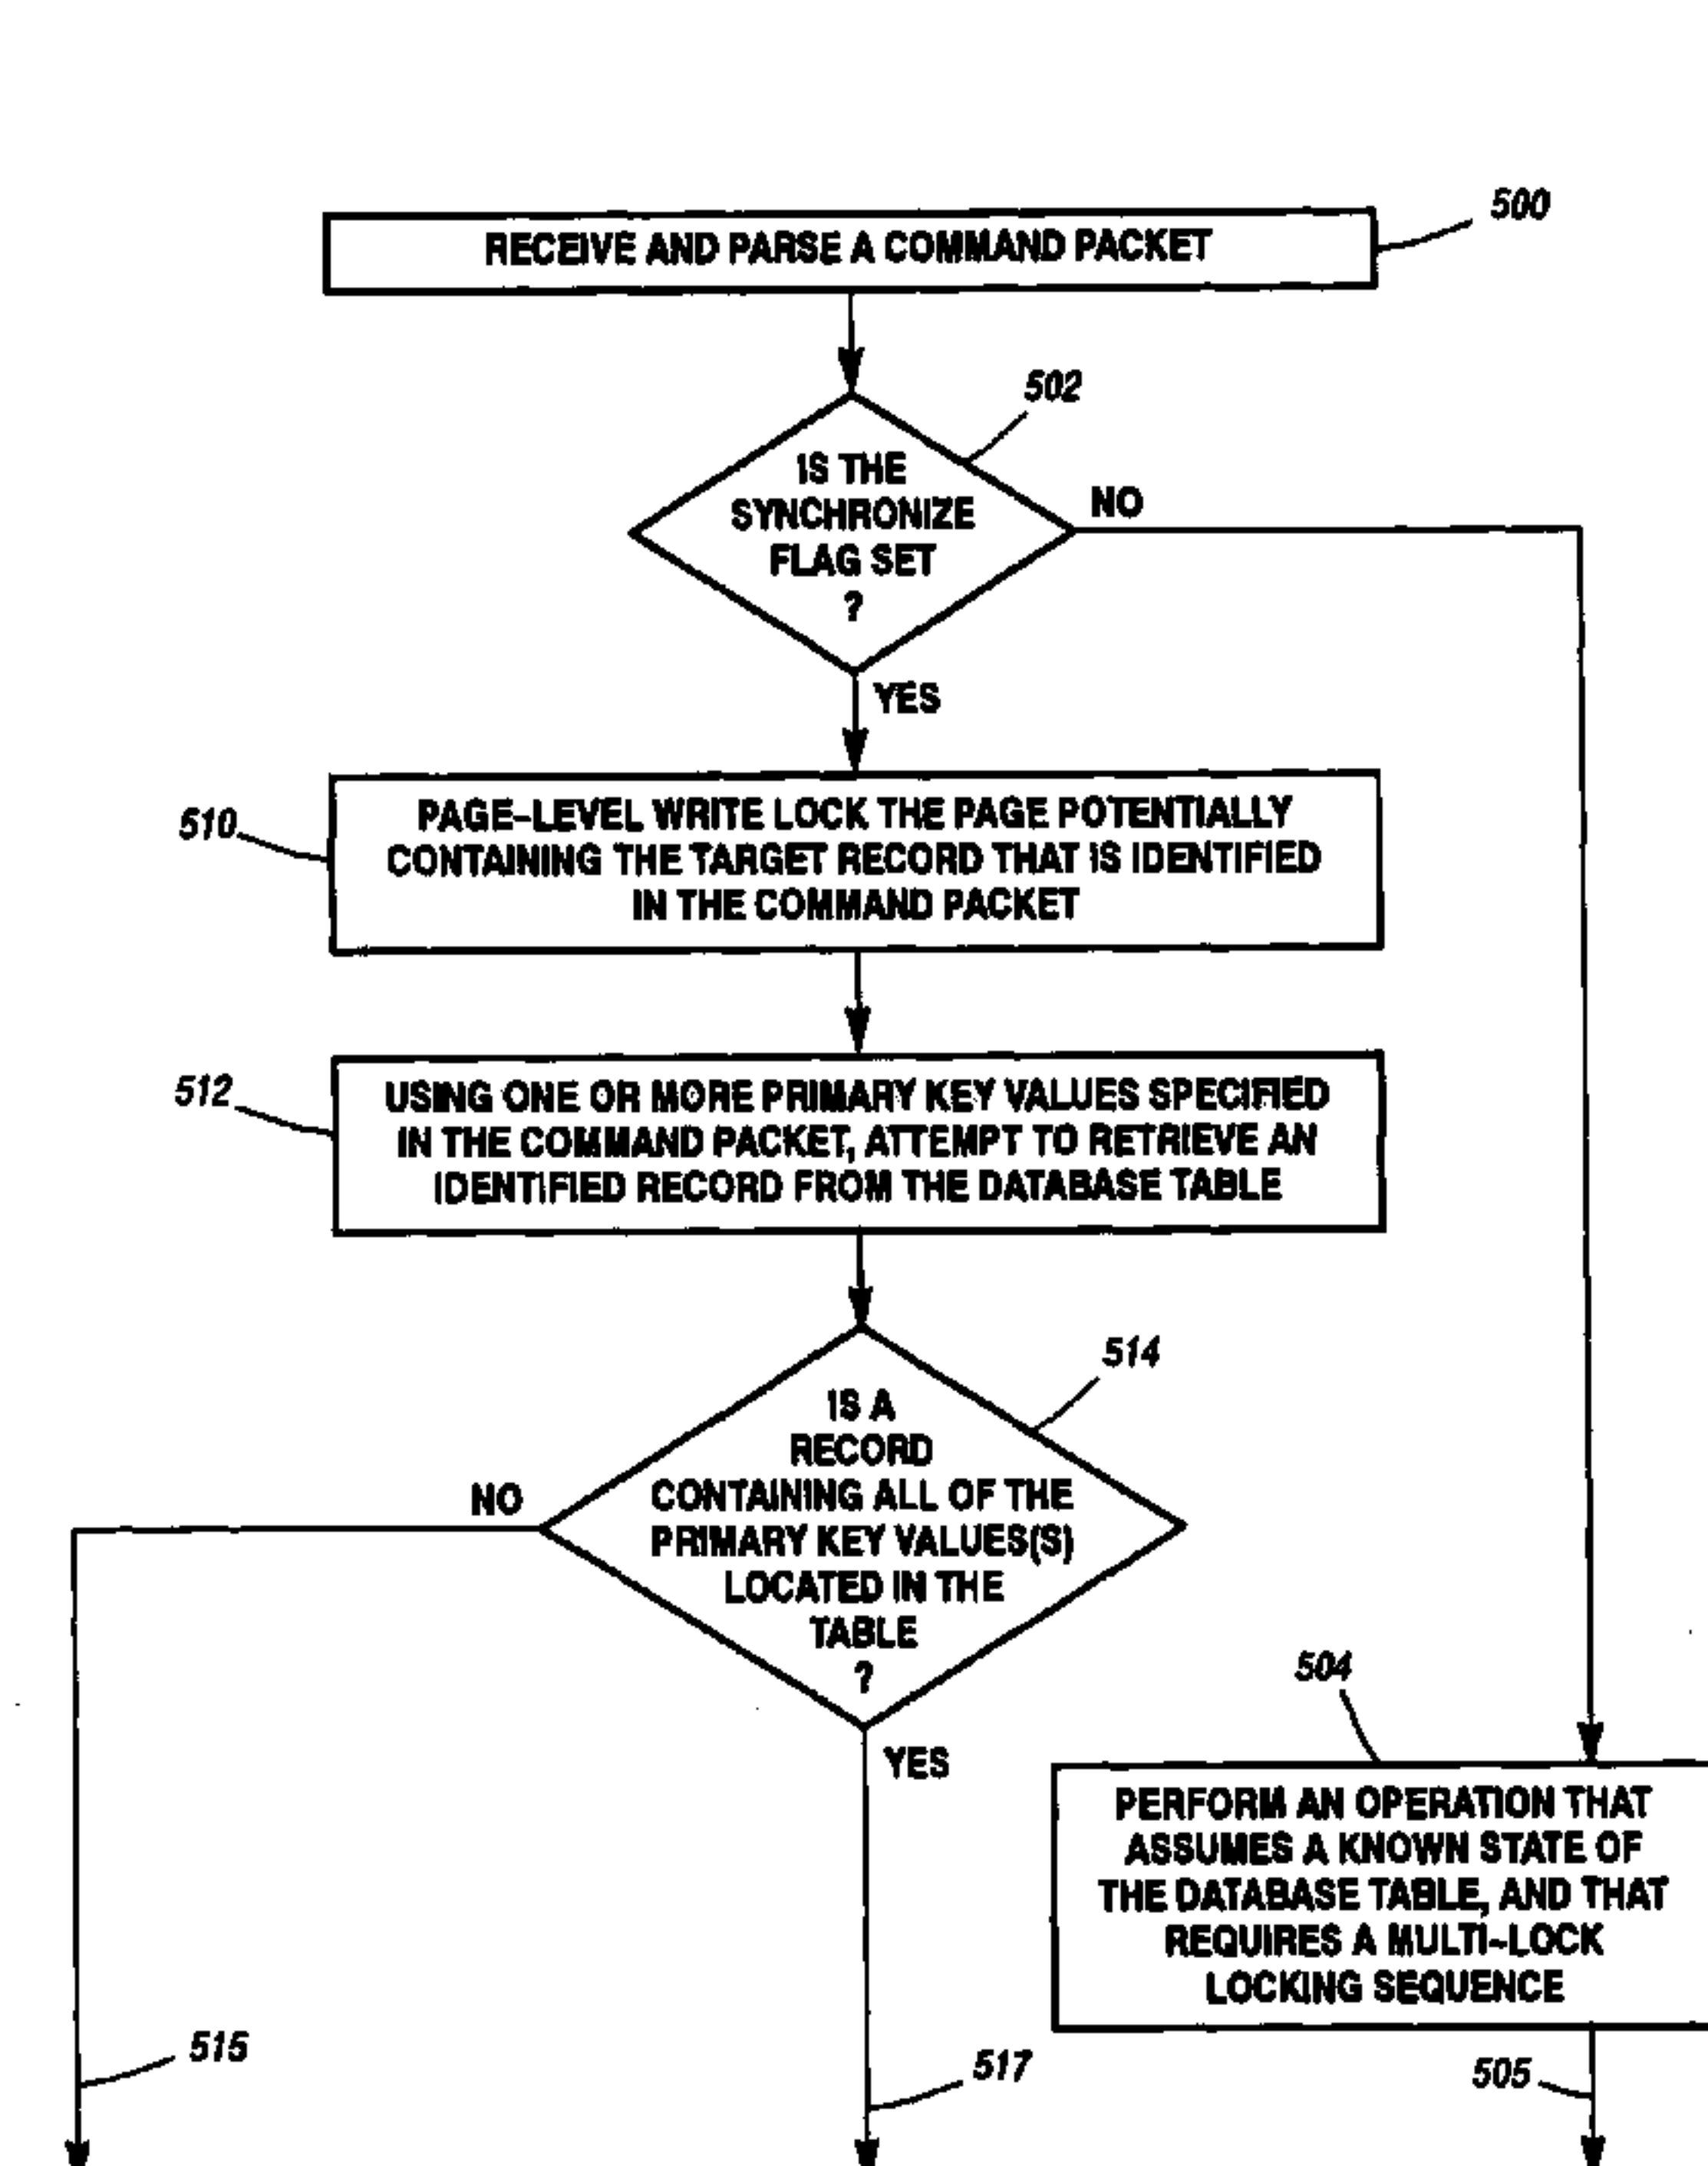 500
RECEIVE AND PARSE A COMMAND PACKET
502
IS THE
SYNCHRONIZE
FLAG SET
?
NO
YES
510
PAGE-LEVEL WRITE LOCK THE PAGE POTENTIALLY
CONTAINING THE TARGET RECORD THAT IS IDENTIFIED
IN THE COMMAND PACKET
512
USING ONE OR MORE PRIMARY KEY VALUES SPECIFIED
IN THE COMMAND PACKET, ATTEMPT TO RETRIEVE AN
IDENTIFIED RECORD FROM THE DATABASE TABLE
514
IS A
RECORD
CONTAINING ALL OF THE
PRIMARY KEY VALUES(S)
LOCATED IN THE
TABLE
?
NO
YES
504
PERFORM AN OPERATION THAT
ASSUMES A KNOWN STATE OF
THE DATABASE TABLE, AND THAT
REQUIRES A MULTI-LOCK
LOCKING SEQUENCE
515
517
505